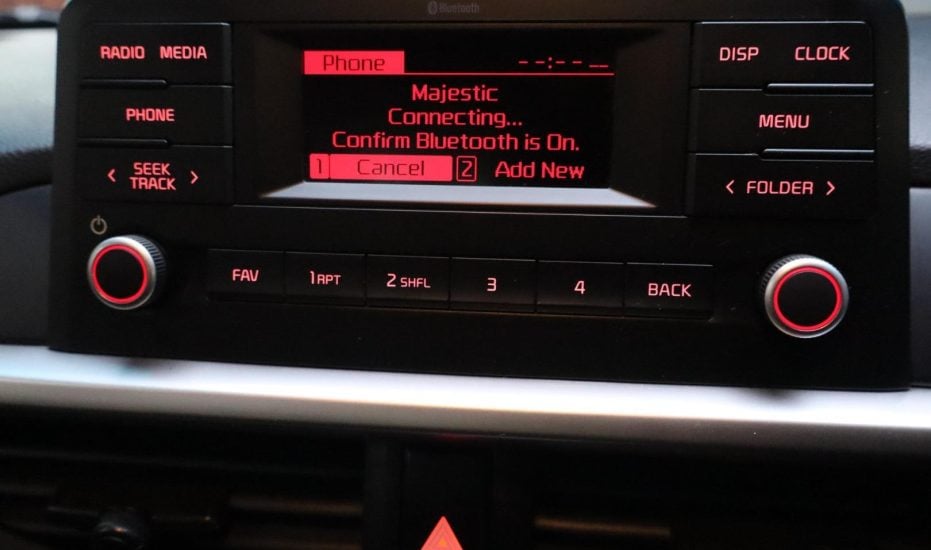 Bluetooth
RADIO MEDIA
PHONE
SEEK
TRACK
Phone --:-- --
Majestic
Connecting...
Confirm Bluetooth is On.
1 Cancel 2 Add New
DISP CLOCK
MENU
FOLDER
FAV 1 RPT 2 SHFL 3 4 BACK